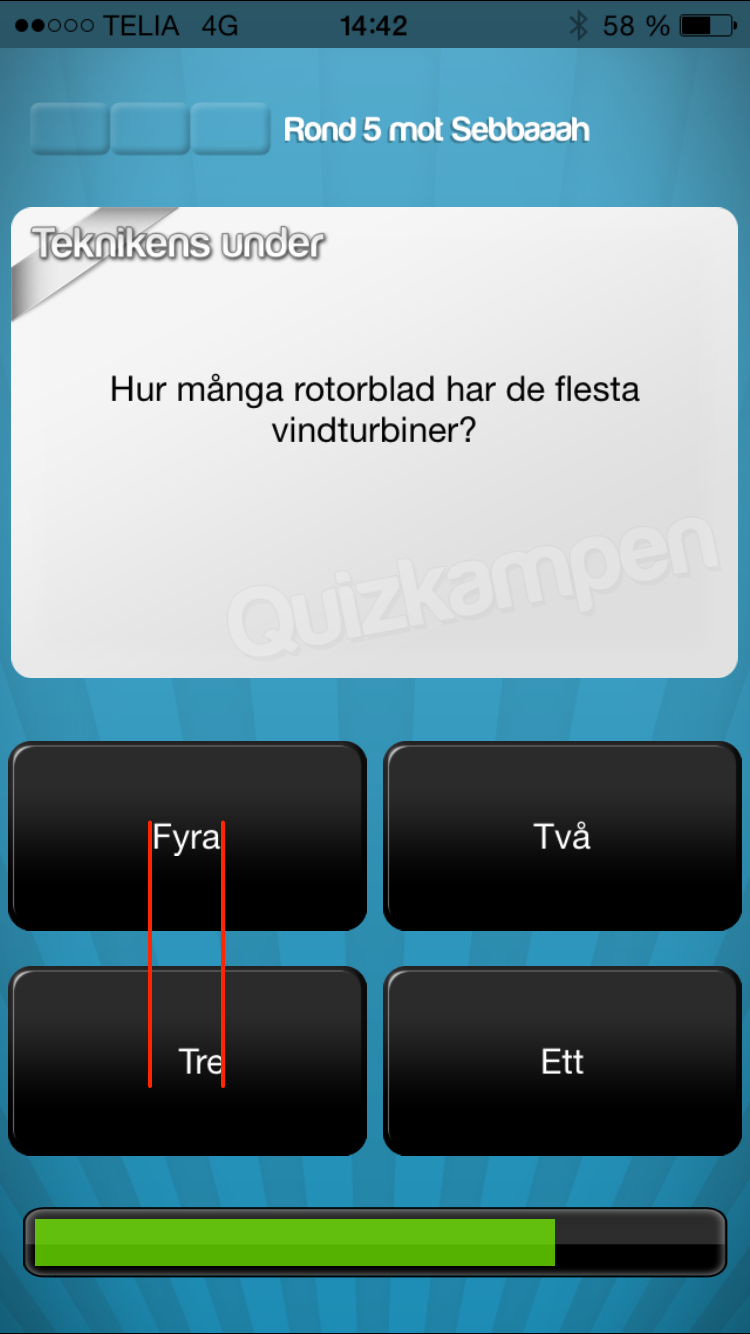 TELIA 4G 14:42 58 %
Rond 5 mot Sebbaaah
Teknikens under
Hur många rotorblad har de flesta
vindturbiner?
Quizkampen
Fyra
Två
Tre
Ett